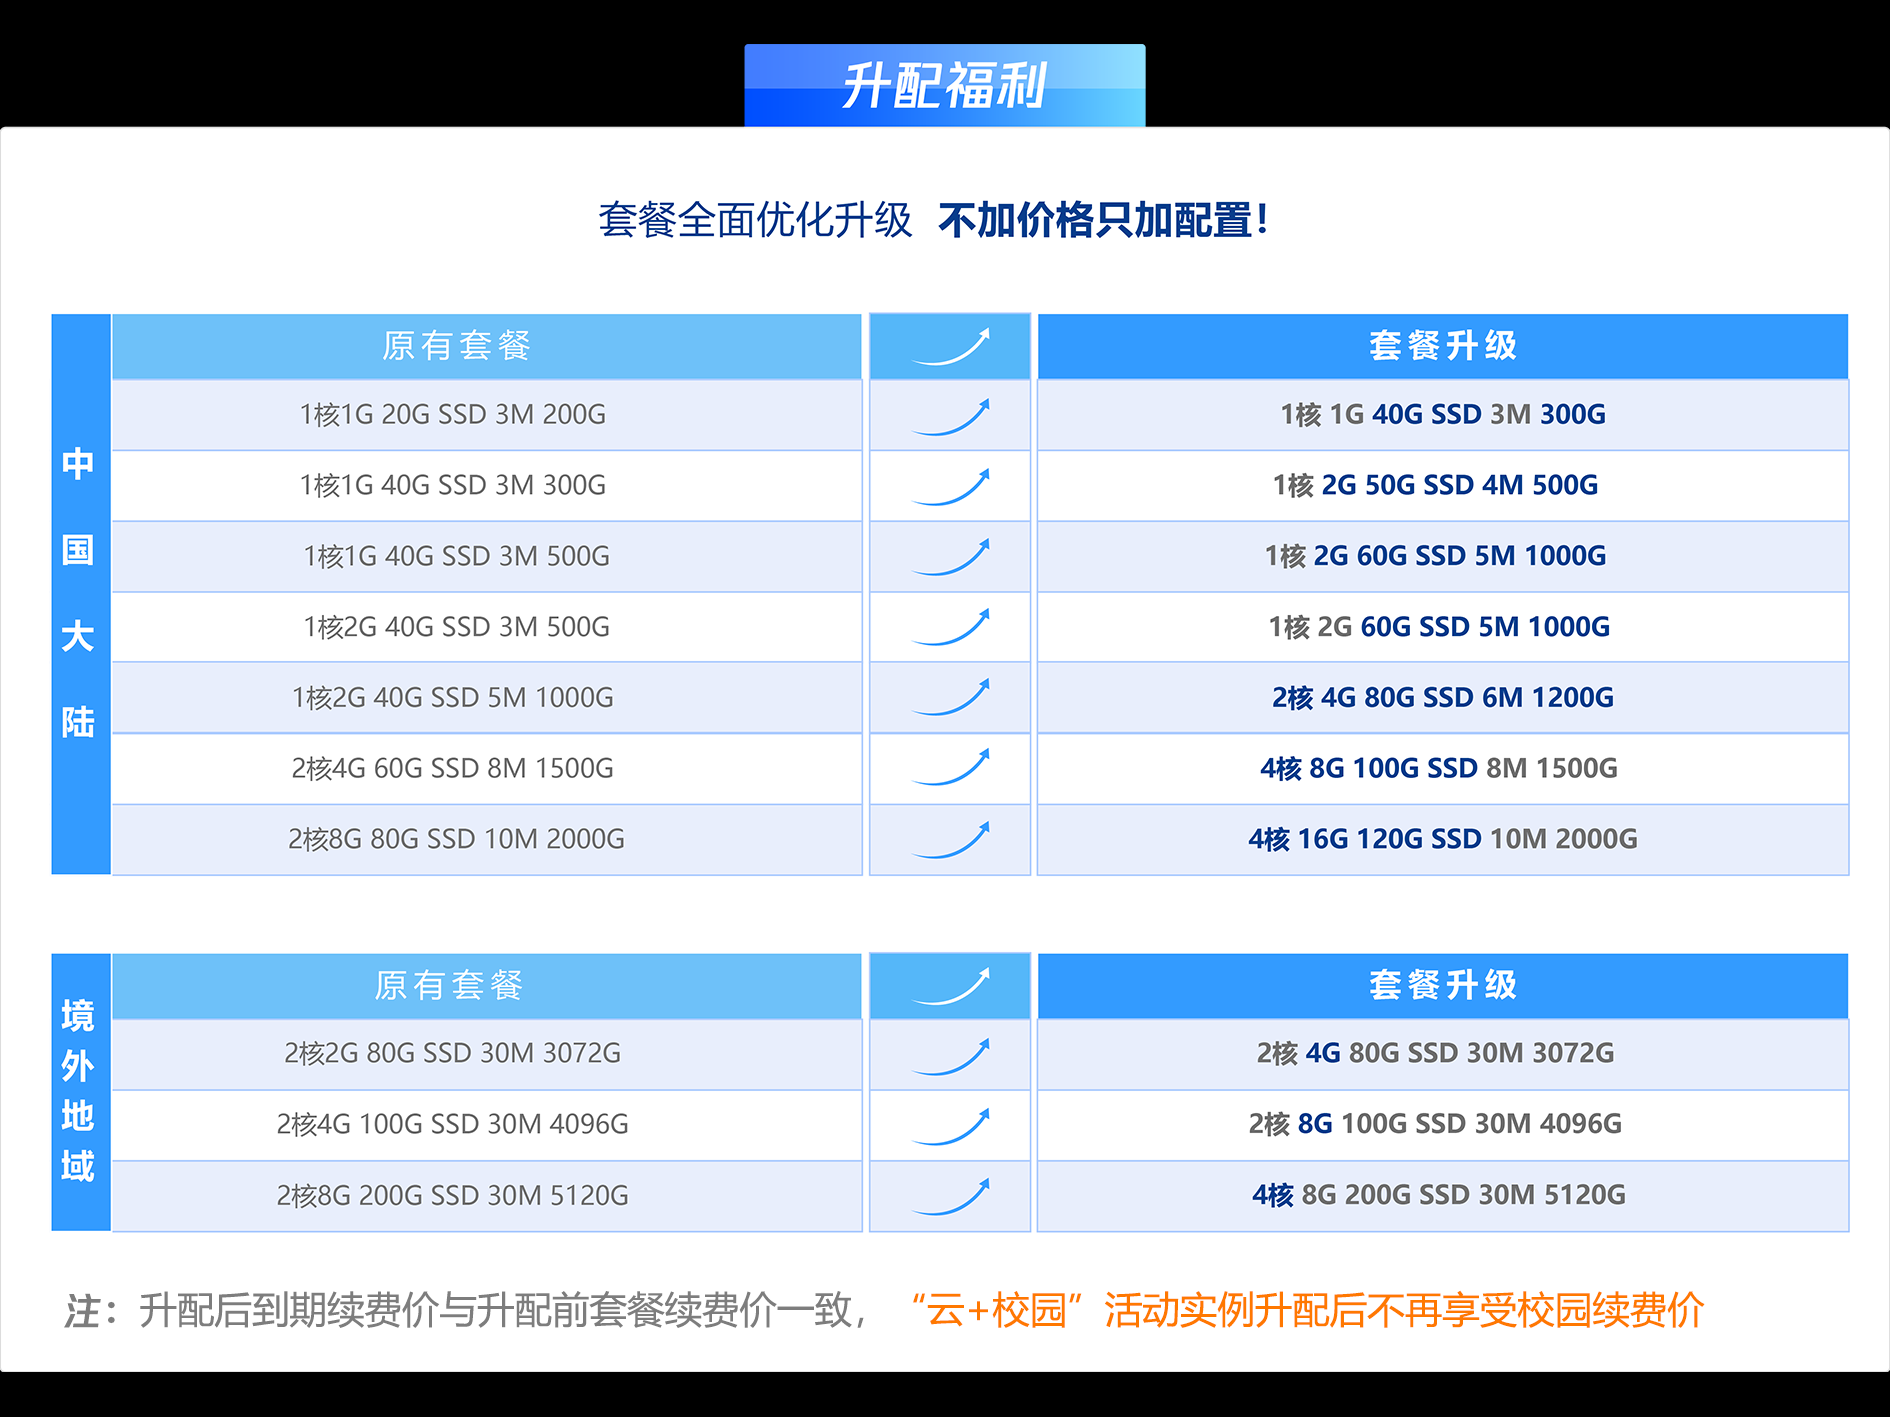 升配福利
套餐全面优化升级 不加价格只加配置!
中国大陆
原有套餐 套餐升级
1核1G 20G SSD 3M 200G 1核 1G 40G SSD 3M 300G
1核1G 40G SSD 3M 300G 1核 2G 50G SSD 4M 500G
1核1G 40G SSD 3M 500G 1核 2G 60G SSD 5M 1000G
1核2G 40G SSD 3M 500G 1核 2G 60G SSD 5M 1000G
1核2G 40G SSD 5M 1000G 2核 4G 80G SSD 6M 1200G
2核4G 60G SSD 8M 1500G 4核 8G 100G SSD 8M 1500G
2核8G 80G SSD 10M 2000G 4核 16G 120G SSD 10M 2000G
境外地域
原有套餐 套餐升级
2核2G 80G SSD 30M 3072G 2核 4G 80G SSD 30M 3072G
2核4G 100G SSD 30M 4096G 2核 8G 100G SSD 30M 4096G
2核8G 200G SSD 30M 5120G 4核 8G 200G SSD 30M 5120G
注：升配后到期续费价与升配前套餐续费价一致，“云+校园”活动实例升配后不再享受校园续费价